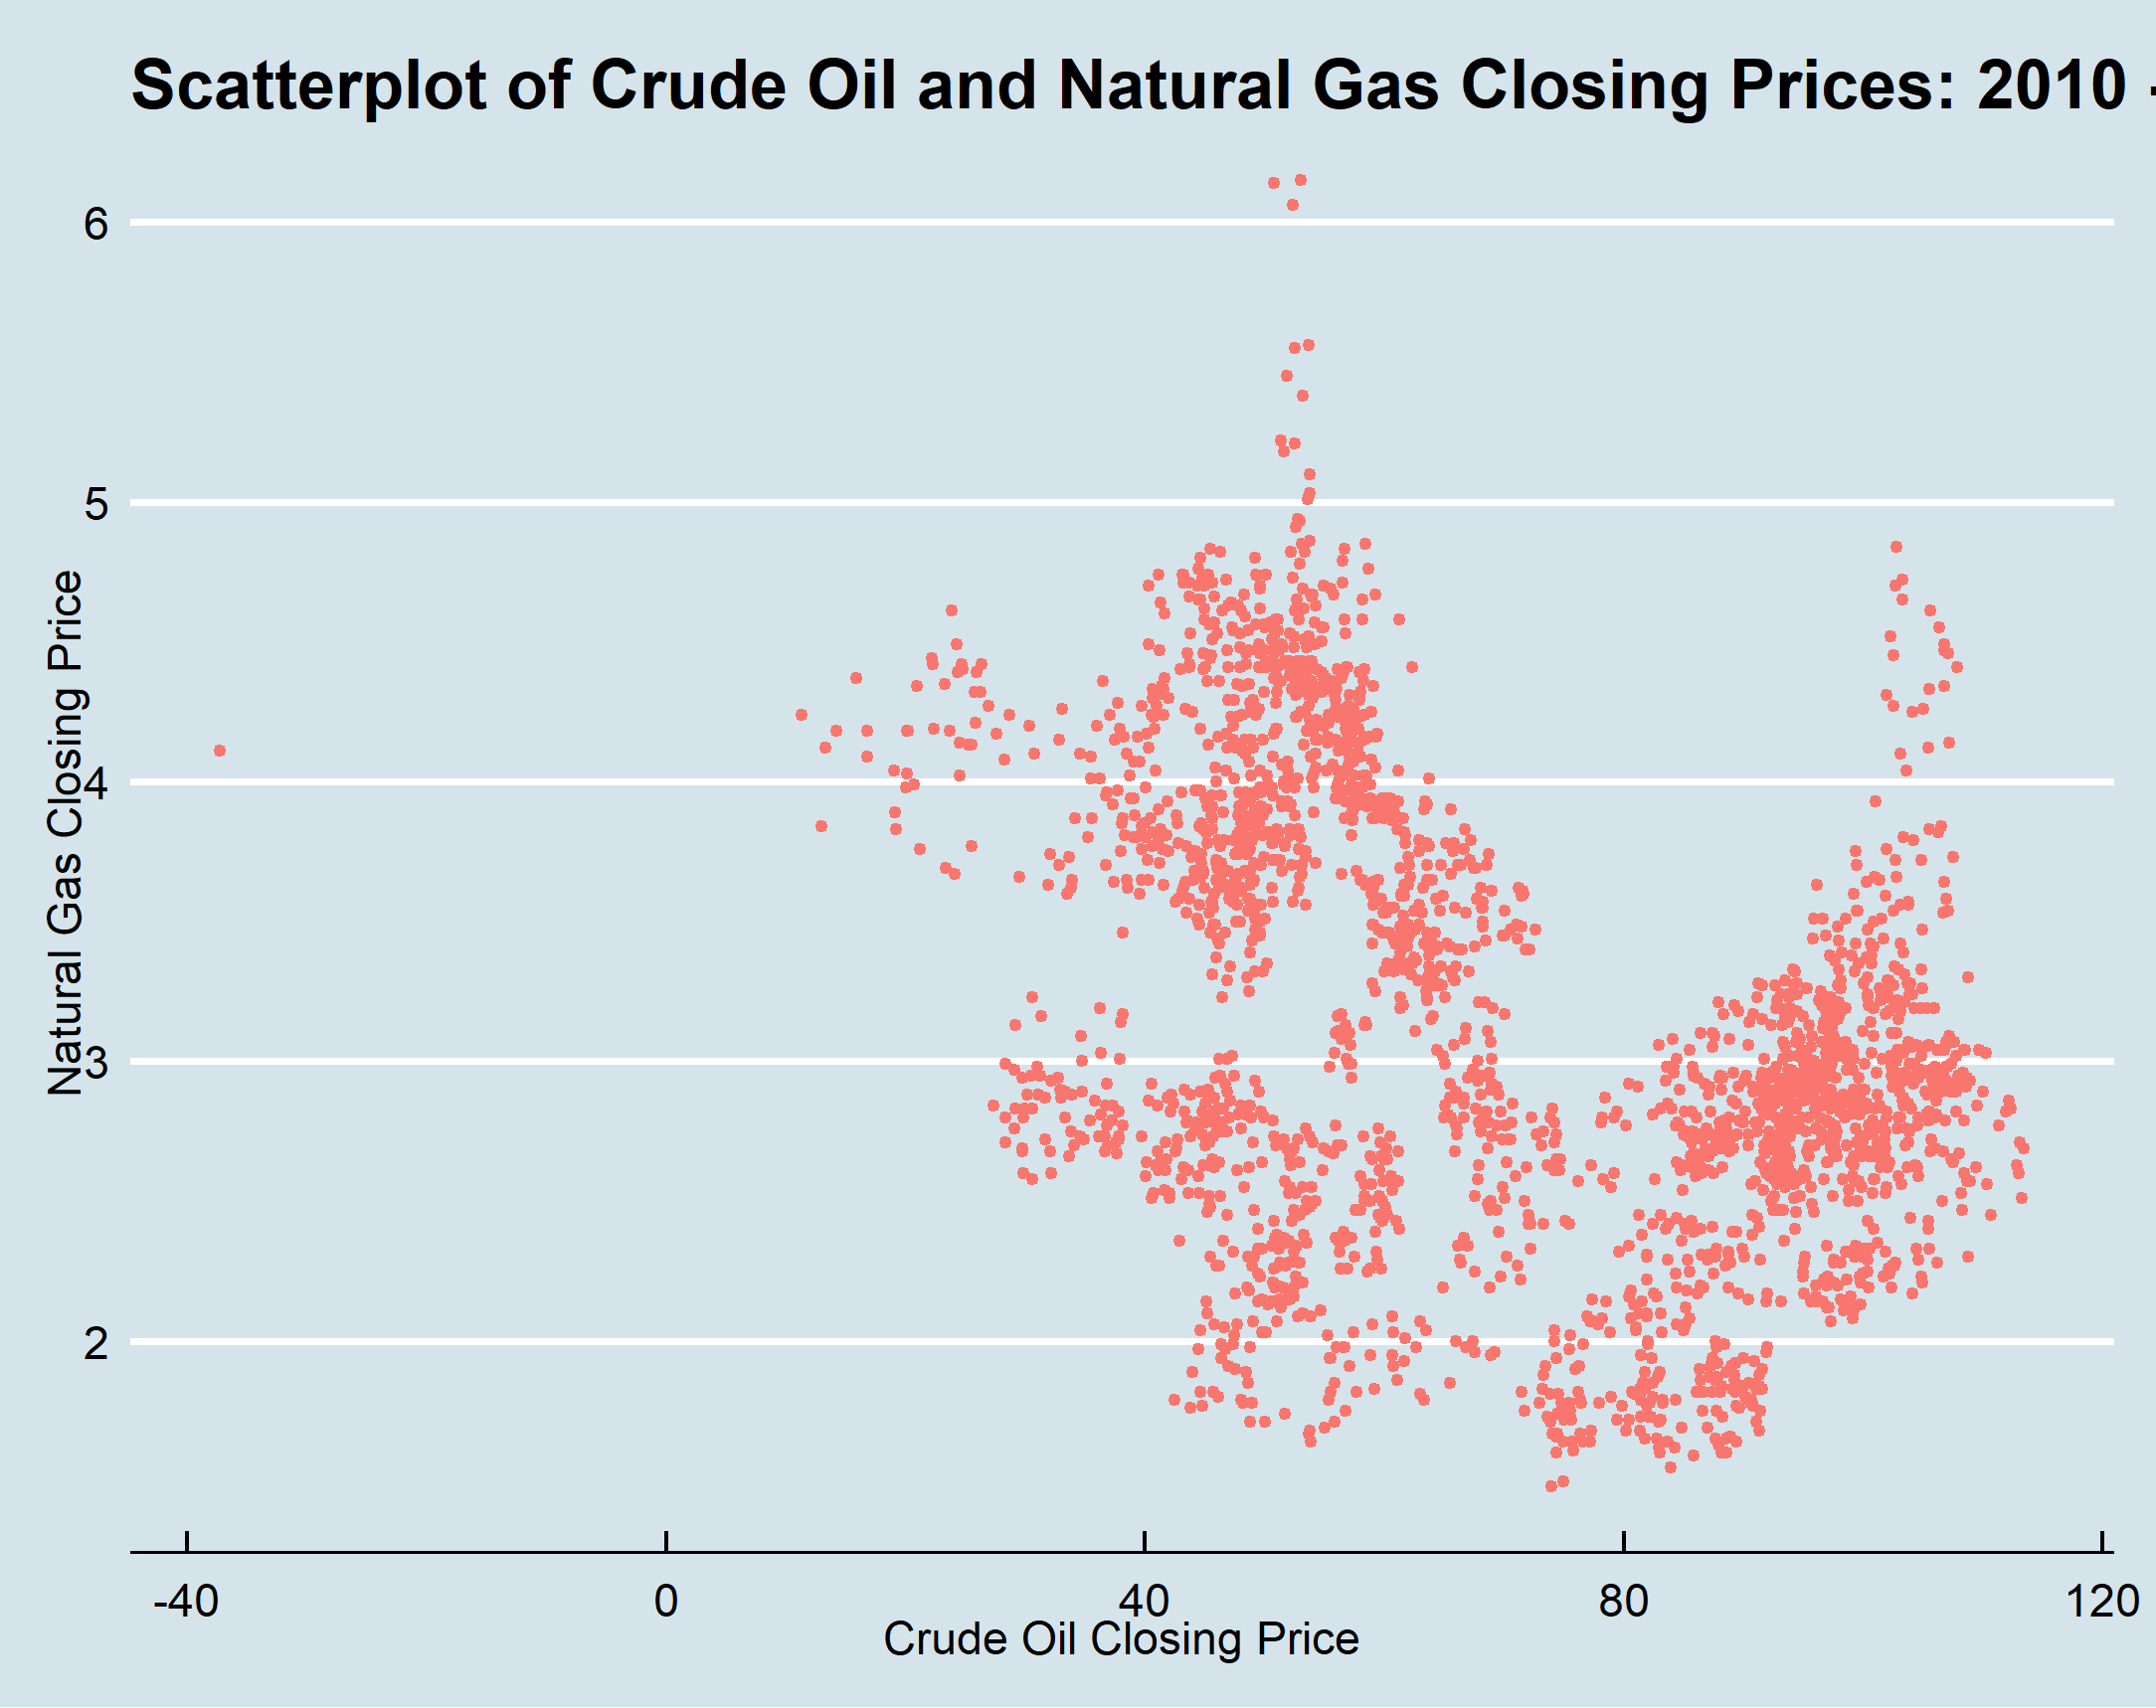 Scatterplot of Crude Oil and Natural Gas Closing Prices: 2010 -
6
5
4
3
2
Natural Gas Closing Price
-40 0 40 80 120
Crude Oil Closing Price